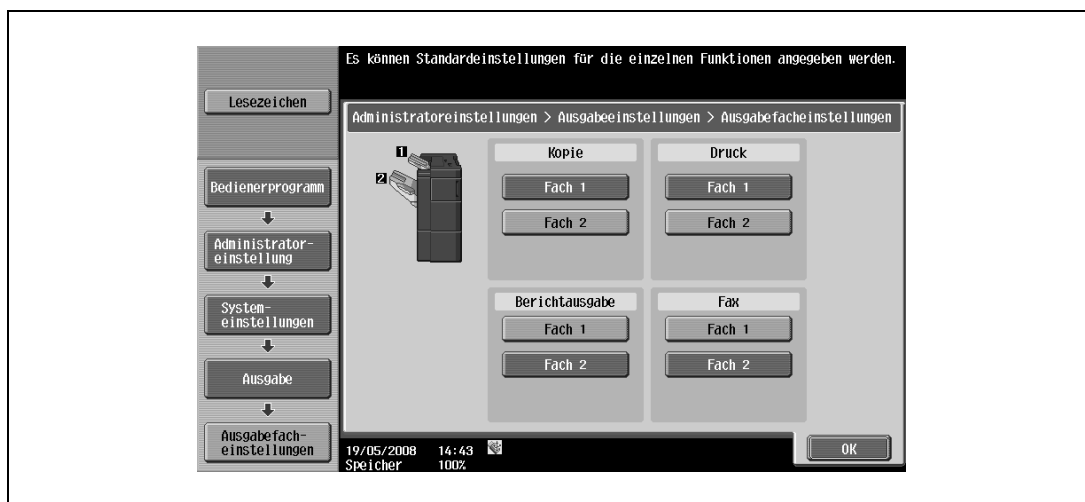 Es können Standardeinstellungen für die einzelnen Funktionen angegeben werden.
Lesezeichen
Administratoreinstellungen > Ausgabeeinstellungen > Ausgabefacheinstellungen
1
2
Kopie
Druck
Fach 1
Fach 1
Fach 2
Fach 2
Berichtausgabe
Fax
Fach 1
Fach 1
Fach 2
Fach 2
Bedienerprogramm
Administrator-
einstellung
System-
einstellungen
Ausgabe
Ausgabefach-
einstellungen
19/05/2008 14:43
Speicher 100%
OK